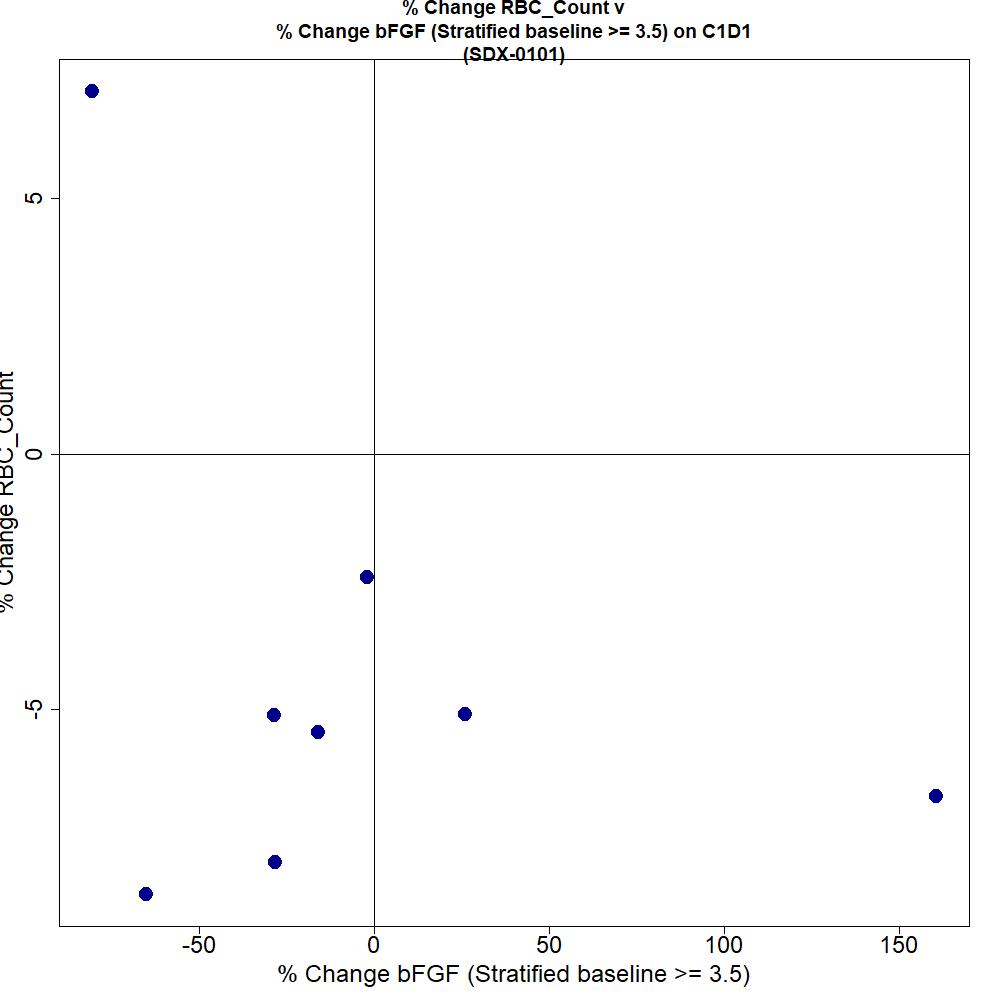 % Change RBC_Count v
% Change bFGF (Stratified baseline >= 3.5) on C1D1
(SDX-0101)
% Change RBC_Count
5
0
-5
-50
0
50
100
150
% Change bFGF (Stratified baseline >= 3.5)